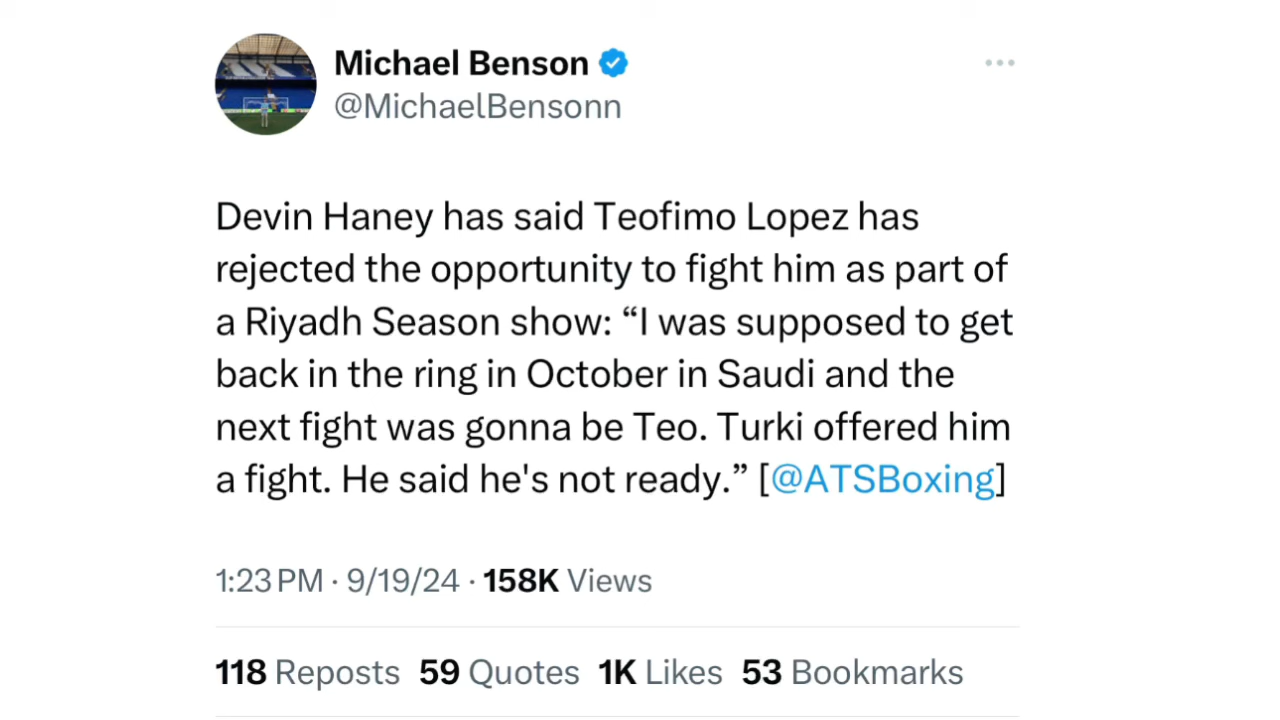 Michael Benson
@MichaelBensonn
Devin Haney has said Teofimo Lopez has
rejected the opportunity to fight him as part of
a Riyadh Season show: “I was supposed to get
back in the ring in October in Saudi and the
next fight was gonna be Teo. Turki offered him
a fight. He said he's not ready.” [@ATSBoxing]
1:23 PM · 9/19/24 · 158K Views
118 Reposts 59 Quotes 1K Likes 53 Bookmarks